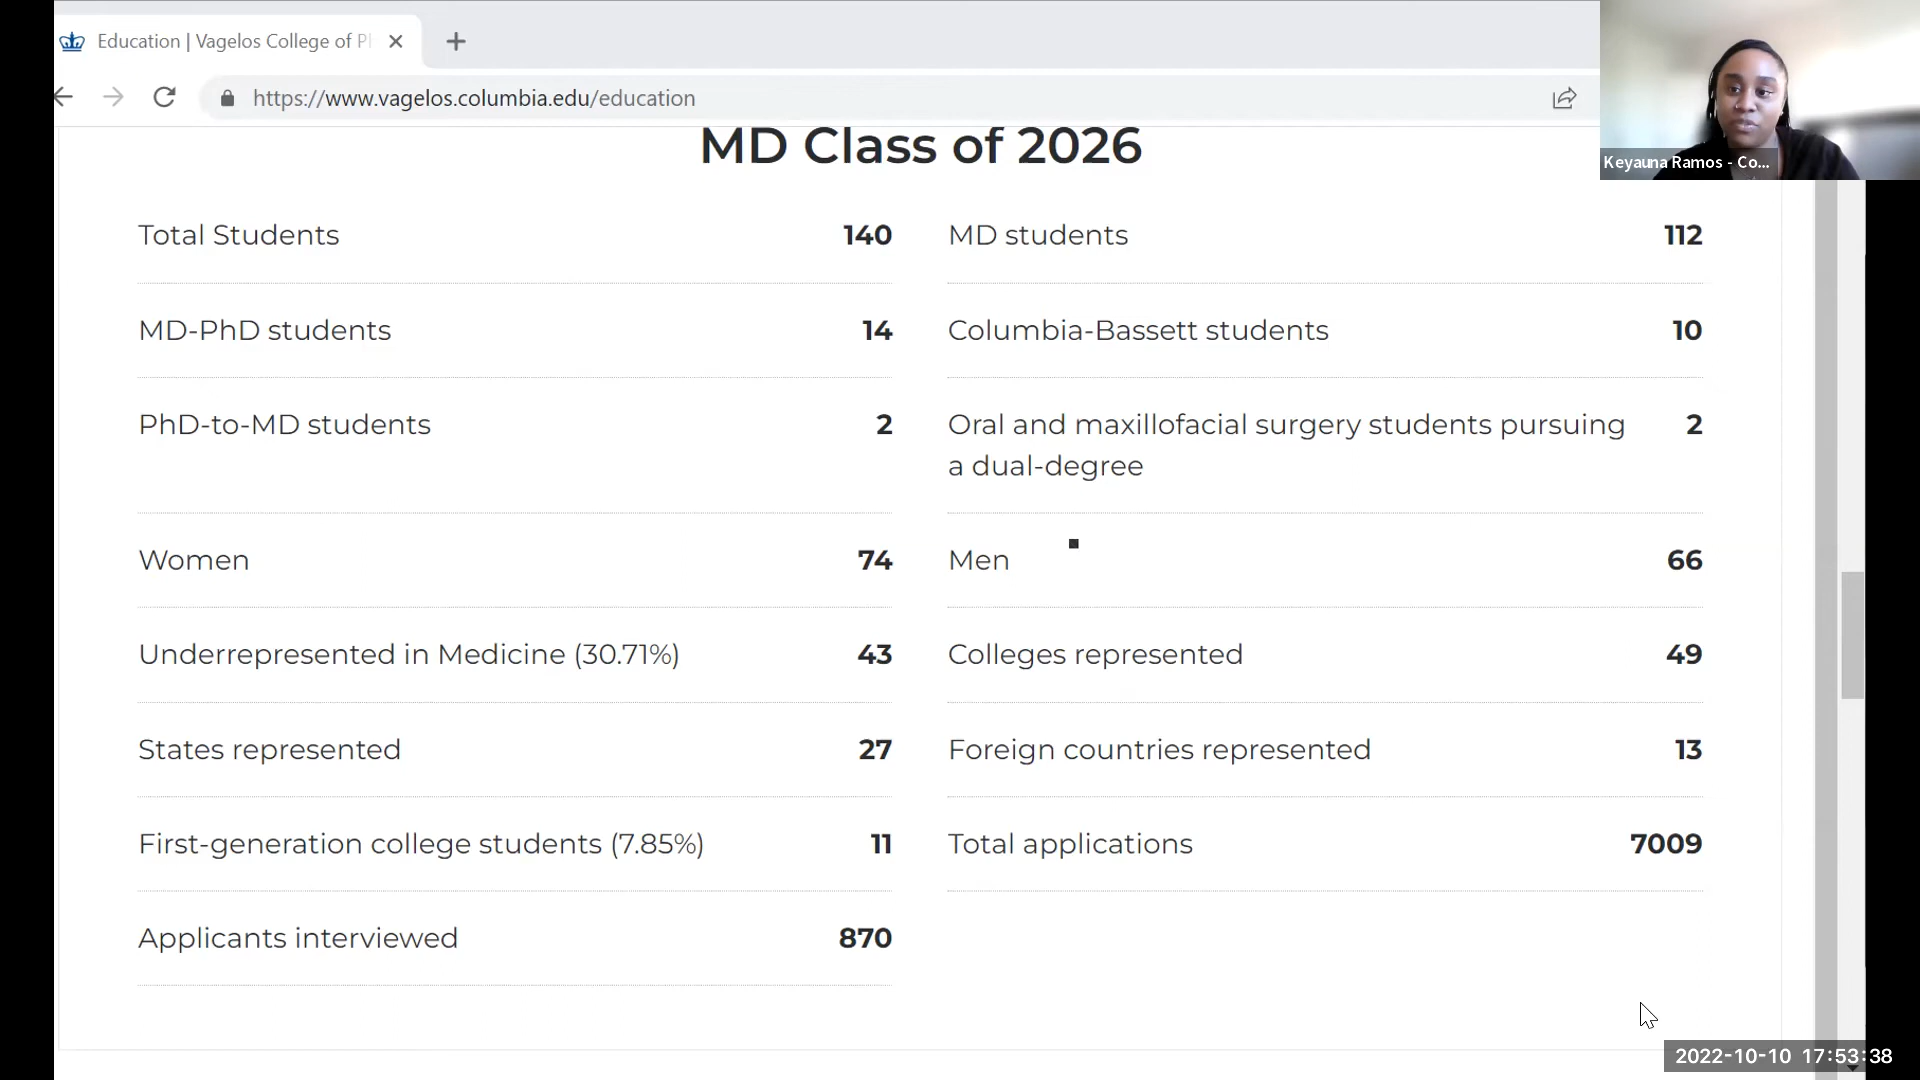 Education | Vagelos College of P
https://www.vagelos.columbia.edu/education
Keyauna Ramos - Co...
MD Class of 2026
Total Students 140
MD students 112
MD-PhD students 14
Columbia-Bassett students 10
PhD-to-MD students 2
Oral and maxillofacial surgery students pursuing 2
a dual-degree
Women 74
Men 66
Underrepresented in Medicine (30.71%) 43
Colleges represented 49
States represented 27
Foreign countries represented 13
First-generation college students (7.85%) 11
Total applications 7009
Applicants interviewed 870
2022-10-10 17:53:38